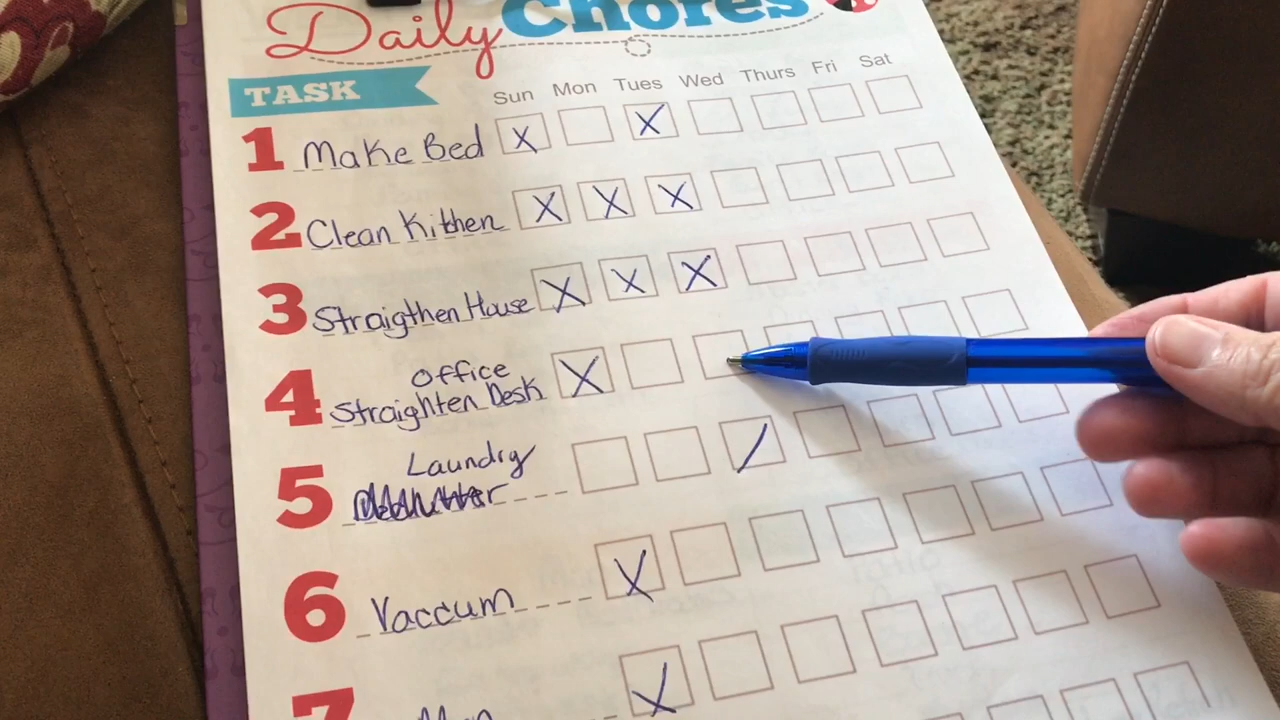 Daily Chores
TASK Sun Mon Tues Wed Thurs Fri Sat
1 Make Bed X X
2 Clean Kithen X X X
3 Straigthen House X X X
Office
4 Straighten Desk X
Laundry
5 /
6 Vaccum X
7 X